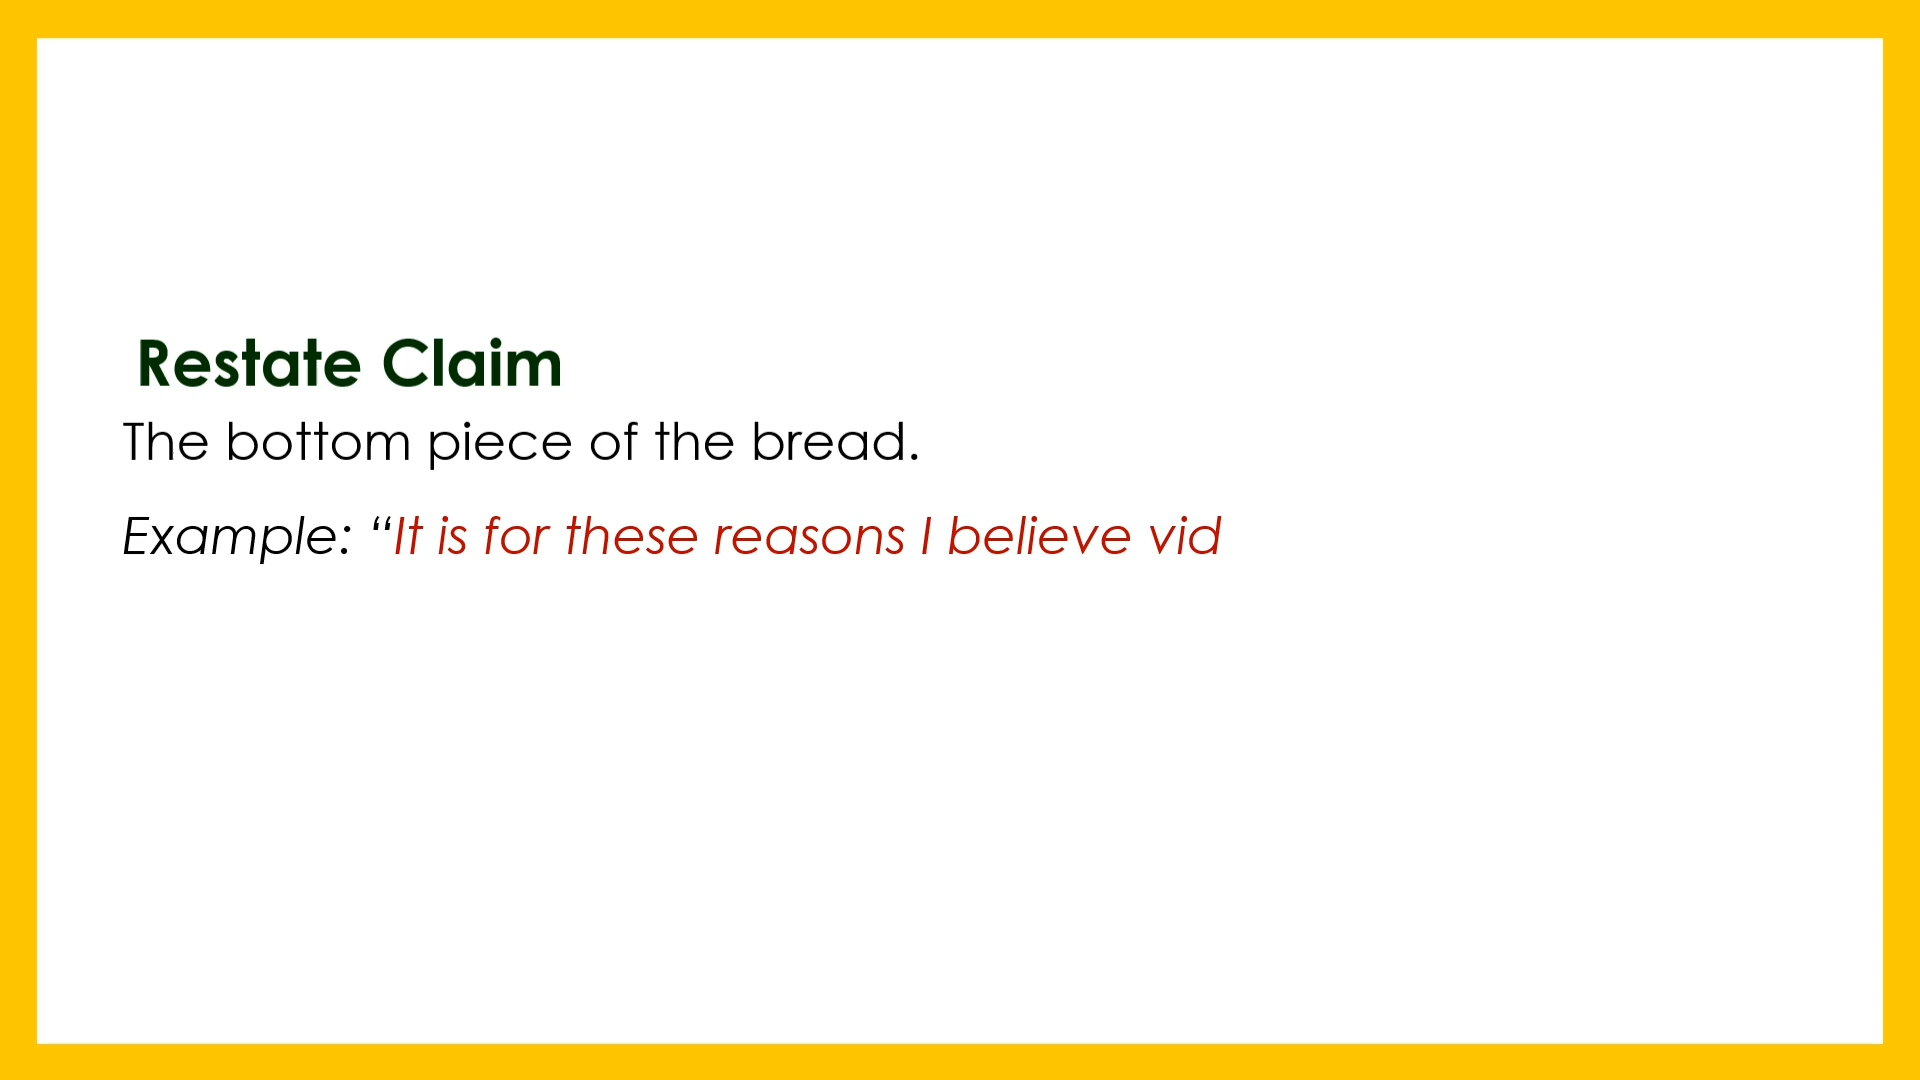 Restate Claim
The bottom piece of the bread.
Example: “It is for these reasons I believe vid